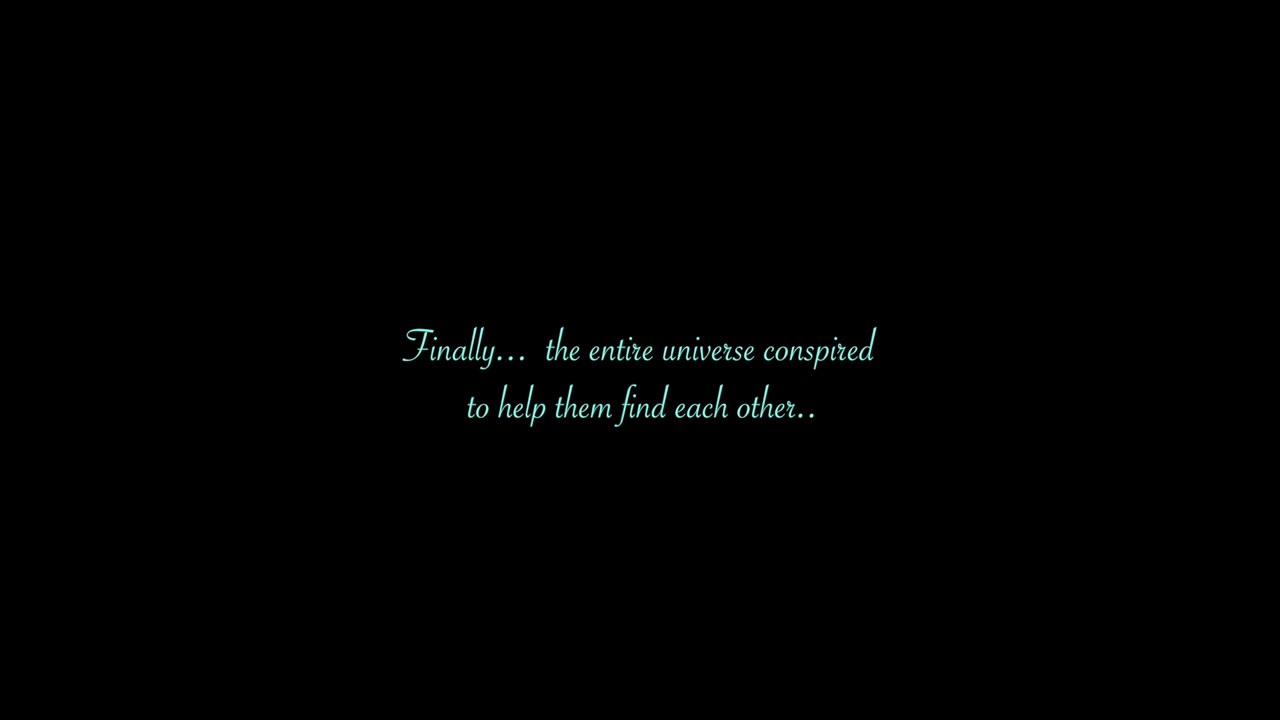 Finally... the entire universe conspired
to help them find each other..